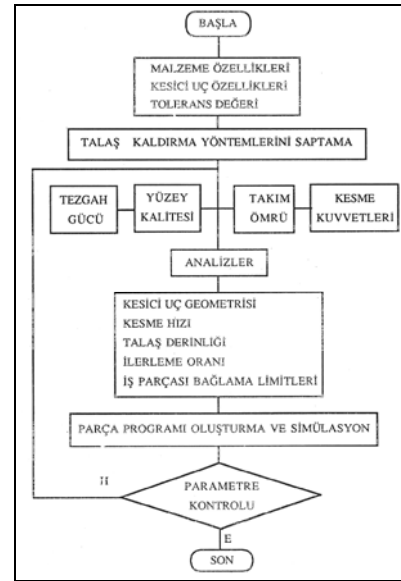 BAŞLA
MALZEME ÖZELLİKLERİ
KESİCİ UÇ ÖZELLİKLERİ
TOLERANS DEĞERİ
TALAŞ KALDIRMA YÖNTEMLERİNİ SAPTAMA
TEZGAH
GÜCÜ
YÜZEY
KALİTESİ
TAKIM
ÖMRÜ
KESME
KUVVETLERİ
ANALİZLER
KESİCİ UÇ GEOMETRİSİ
KESME HIZI
TALAŞ DERİNLİĞİ
İLERLEME ORANI
İŞ PARÇASI BAĞLAMA LİMİTLERİ
PARÇA PROGRAMI OLUŞTURMA VE SİMÜLASYON
PARAMETRE
KONTROLU
E
SON